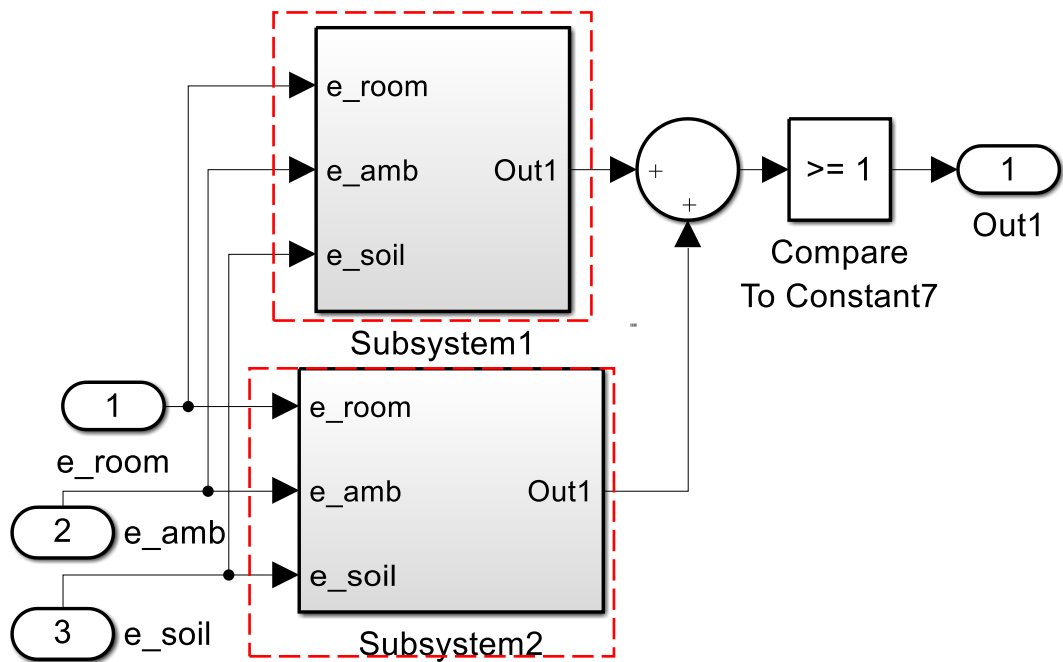 e_room
e_amb
e_soil
Out1
Subsystem1
+
+
>= 1
Compare
To Constant7
1
Out1
1
e_room
2
e_amb
3
e_soil
e_room
e_amb
e_soil
Out1
Subsystem2